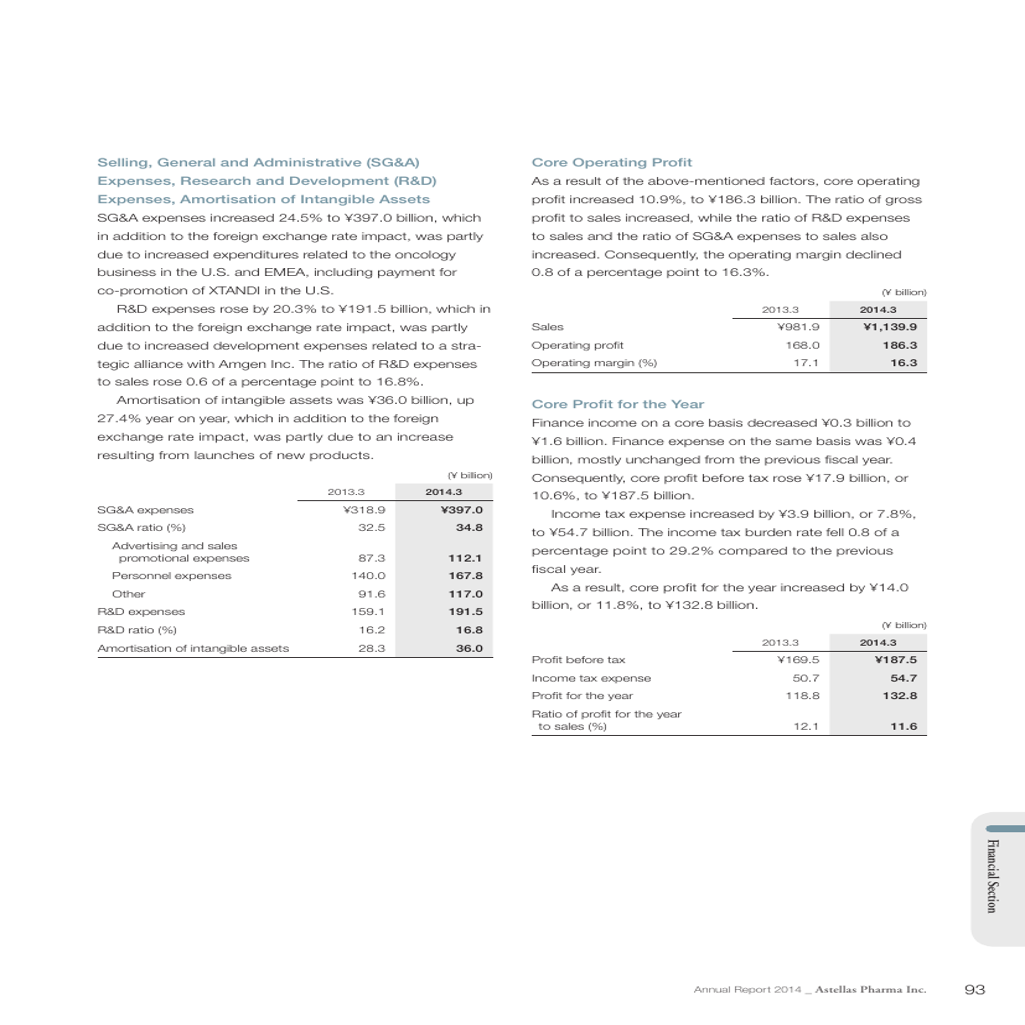 Selling, General and Administrative (SG&A)
Expenses, Research and Development (R&D)
Expenses, Amortisation of Intangible Assets
SG&A expenses increased 24.5% to ¥397.0 billion, which
in addition to the foreign exchange rate impact, was partly
due to increased expenditures related to the oncology
business in the U.S. and EMEA, including payment for
co-promotion of XTANDI in the U.S.
R&D expenses rose by 20.3% to ¥191.5 billion, which in
addition to the foreign exchange rate impact, was partly
due to increased development expenses related to a stra-
tegic alliance with Amgen Inc. The ratio of R&D expenses
to sales rose 0.6 of a percentage point to 16.8%.
Amortisation of intangible assets was ¥36.0 billion, up
27.4% year on year, which in addition to the foreign
exchange rate impact, was partly due to an increase
resulting from launches of new products.
(¥ billion)
2013.3 2014.3
SG&A expenses ¥318.9 ¥397.0
SG&A ratio (%) 32.5 34.8
Advertising and sales
promotional expenses 87.3 112.1
Personnel expenses 140.0 167.8
Other 91.6 117.0
R&D expenses 159.1 191.5
R&D ratio (%) 16.2 16.8
Amortisation of intangible assets 28.3 36.0
Core Operating Profit
As a result of the above-mentioned factors, core operating
profit increased 10.9%, to ¥186.3 billion. The ratio of gross
profit to sales increased, while the ratio of R&D expenses
to sales and the ratio of SG&A expenses to sales also
increased. Consequently, the operating margin declined
0.8 of a percentage point to 16.3%.
(¥ billion)
2013.3 2014.3
Sales ¥981.9 ¥1,139.9
Operating profit 168.0 186.3
Operating margin (%) 17.1 16.3
Core Profit for the Year
Finance income on a core basis decreased ¥0.3 billion to
¥1.6 billion. Finance expense on the same basis was ¥0.4
billion, mostly unchanged from the previous fiscal year.
Consequently, core profit before tax rose ¥17.9 billion, or
10.6%, to ¥187.5 billion.
Income tax expense increased by ¥3.9 billion, or 7.8%,
to ¥54.7 billion. The income tax burden rate fell 0.8 of a
percentage point to 29.2% compared to the previous
fiscal year.
As a result, core profit for the year increased by ¥14.0
billion, or 11.8%, to ¥132.8 billion.
(¥ billion)
2013.3 2014.3
Profit before tax ¥169.5 ¥187.5
Income tax expense 50.7 54.7
Profit for the year 118.8 132.8
Ratio of profit for the year
to sales (%) 12.1 11.6
Financial Section
Annual Report 2014 _ Astellas Pharma Inc. 93